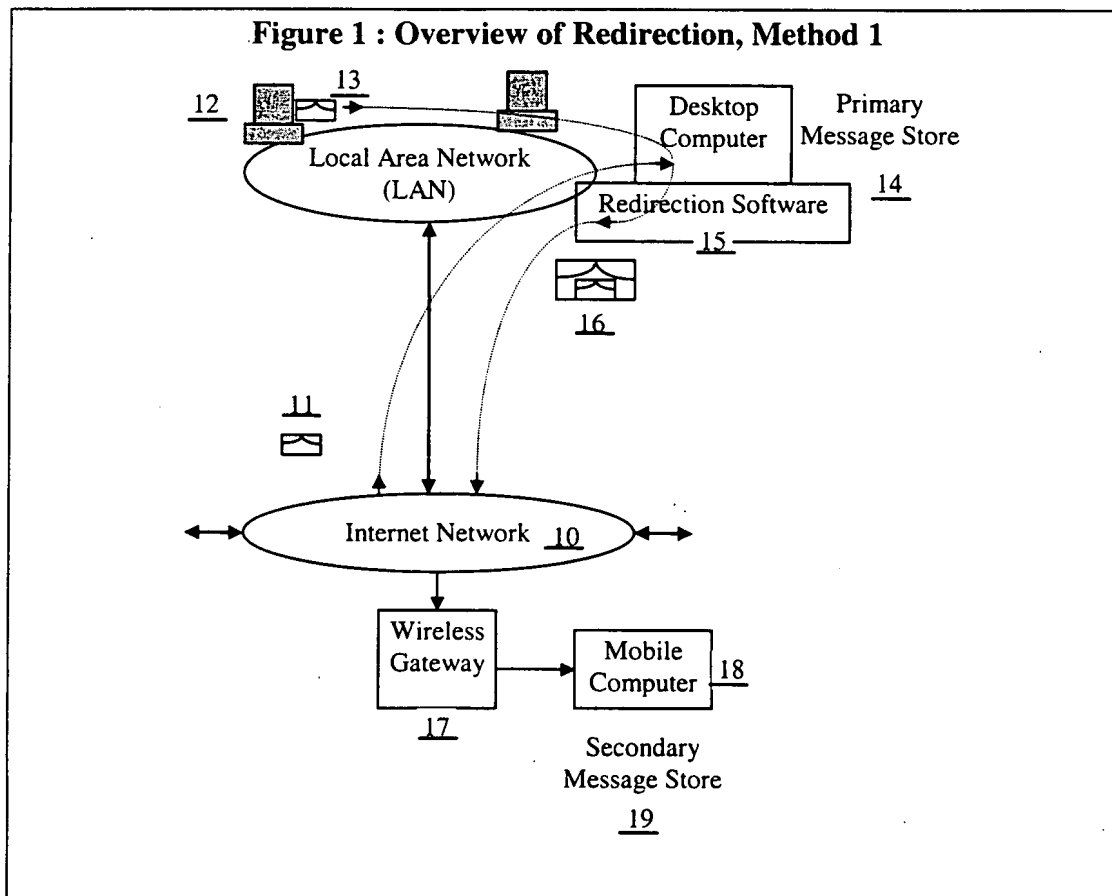 Figure 1 : Overview of Redirection, Method 1
13
12
Desktop
Computer
Primary
Message Store
14
Local Area Network
(LAN)
Redirection Software
15
16
11
Internet Network 10
Wireless
Gateway
17
Mobile
Computer
18
Secondary
Message Store
19